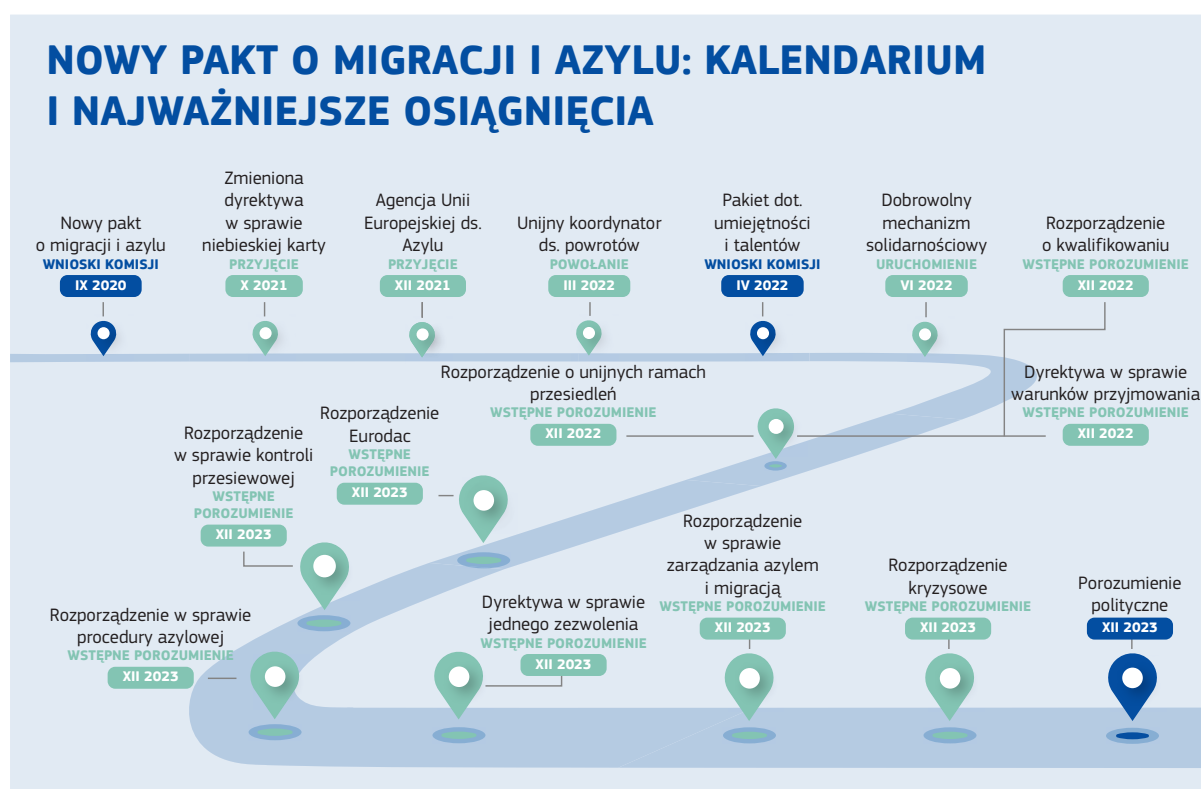 NOWY PAKT O MIGRACJI I AZYLU: KALENDARIUM
I NAJWAŻNIEJSZE OSIĄGNIĘCIA
Nowy pakt
o migracji i azylu
WNIOSKI KOMISJI
IX 2020
Zmieniona
dyrektywa
w sprawie
niebieskiej karty
PRZYJĘCIE
X 2021
Agencja Unii
Europejskiej ds.
Azylu
PRZYJĘCIE
XII 2021
Unijny koordynator
ds. powrotów
POWOŁANIE
III 2022
Pakiet dot.
umiejętności
i talentów
WNIOSKI KOMISJI
IV 2022
Dobrowolny
mechanizm
solidarnościowy
URUCHOMIENIE
VI 2022
Rozporządzenie
o kwalifikowaniu
WSTĘPNE POROZUMIENIE
XII 2022
Rozporządzenie o unijnych ramach
przesiedleń
WSTĘPNE POROZUMIENIE
XII 2022
Dyrektywa w sprawie
warunków przyjmowania
WSTĘPNE POROZUMIENIE
XII 2022
Rozporządzenie
Eurodac
WSTĘPNE
POROZUMIENIE
XII 2023
Rozporządzenie
w sprawie kontroli
przesiewowej
WSTĘPNE
POROZUMIENIE
XII 2023
Rozporządzenie w sprawie
procedury azylowej
WSTĘPNE POROZUMIENIE
XII 2023
Dyrektywa w sprawie
jednego zezwolenia
WSTĘPNE POROZUMIENIE
XII 2023
Rozporządzenie
w sprawie
zarządzania azylem
i migracją
WSTĘPNE POROZUMIENIE
XII 2023
Rozporządzenie
kryzysowe
WSTĘPNE POROZUMIENIE
XII 2023
Porozumienie
polityczne
XII 2023